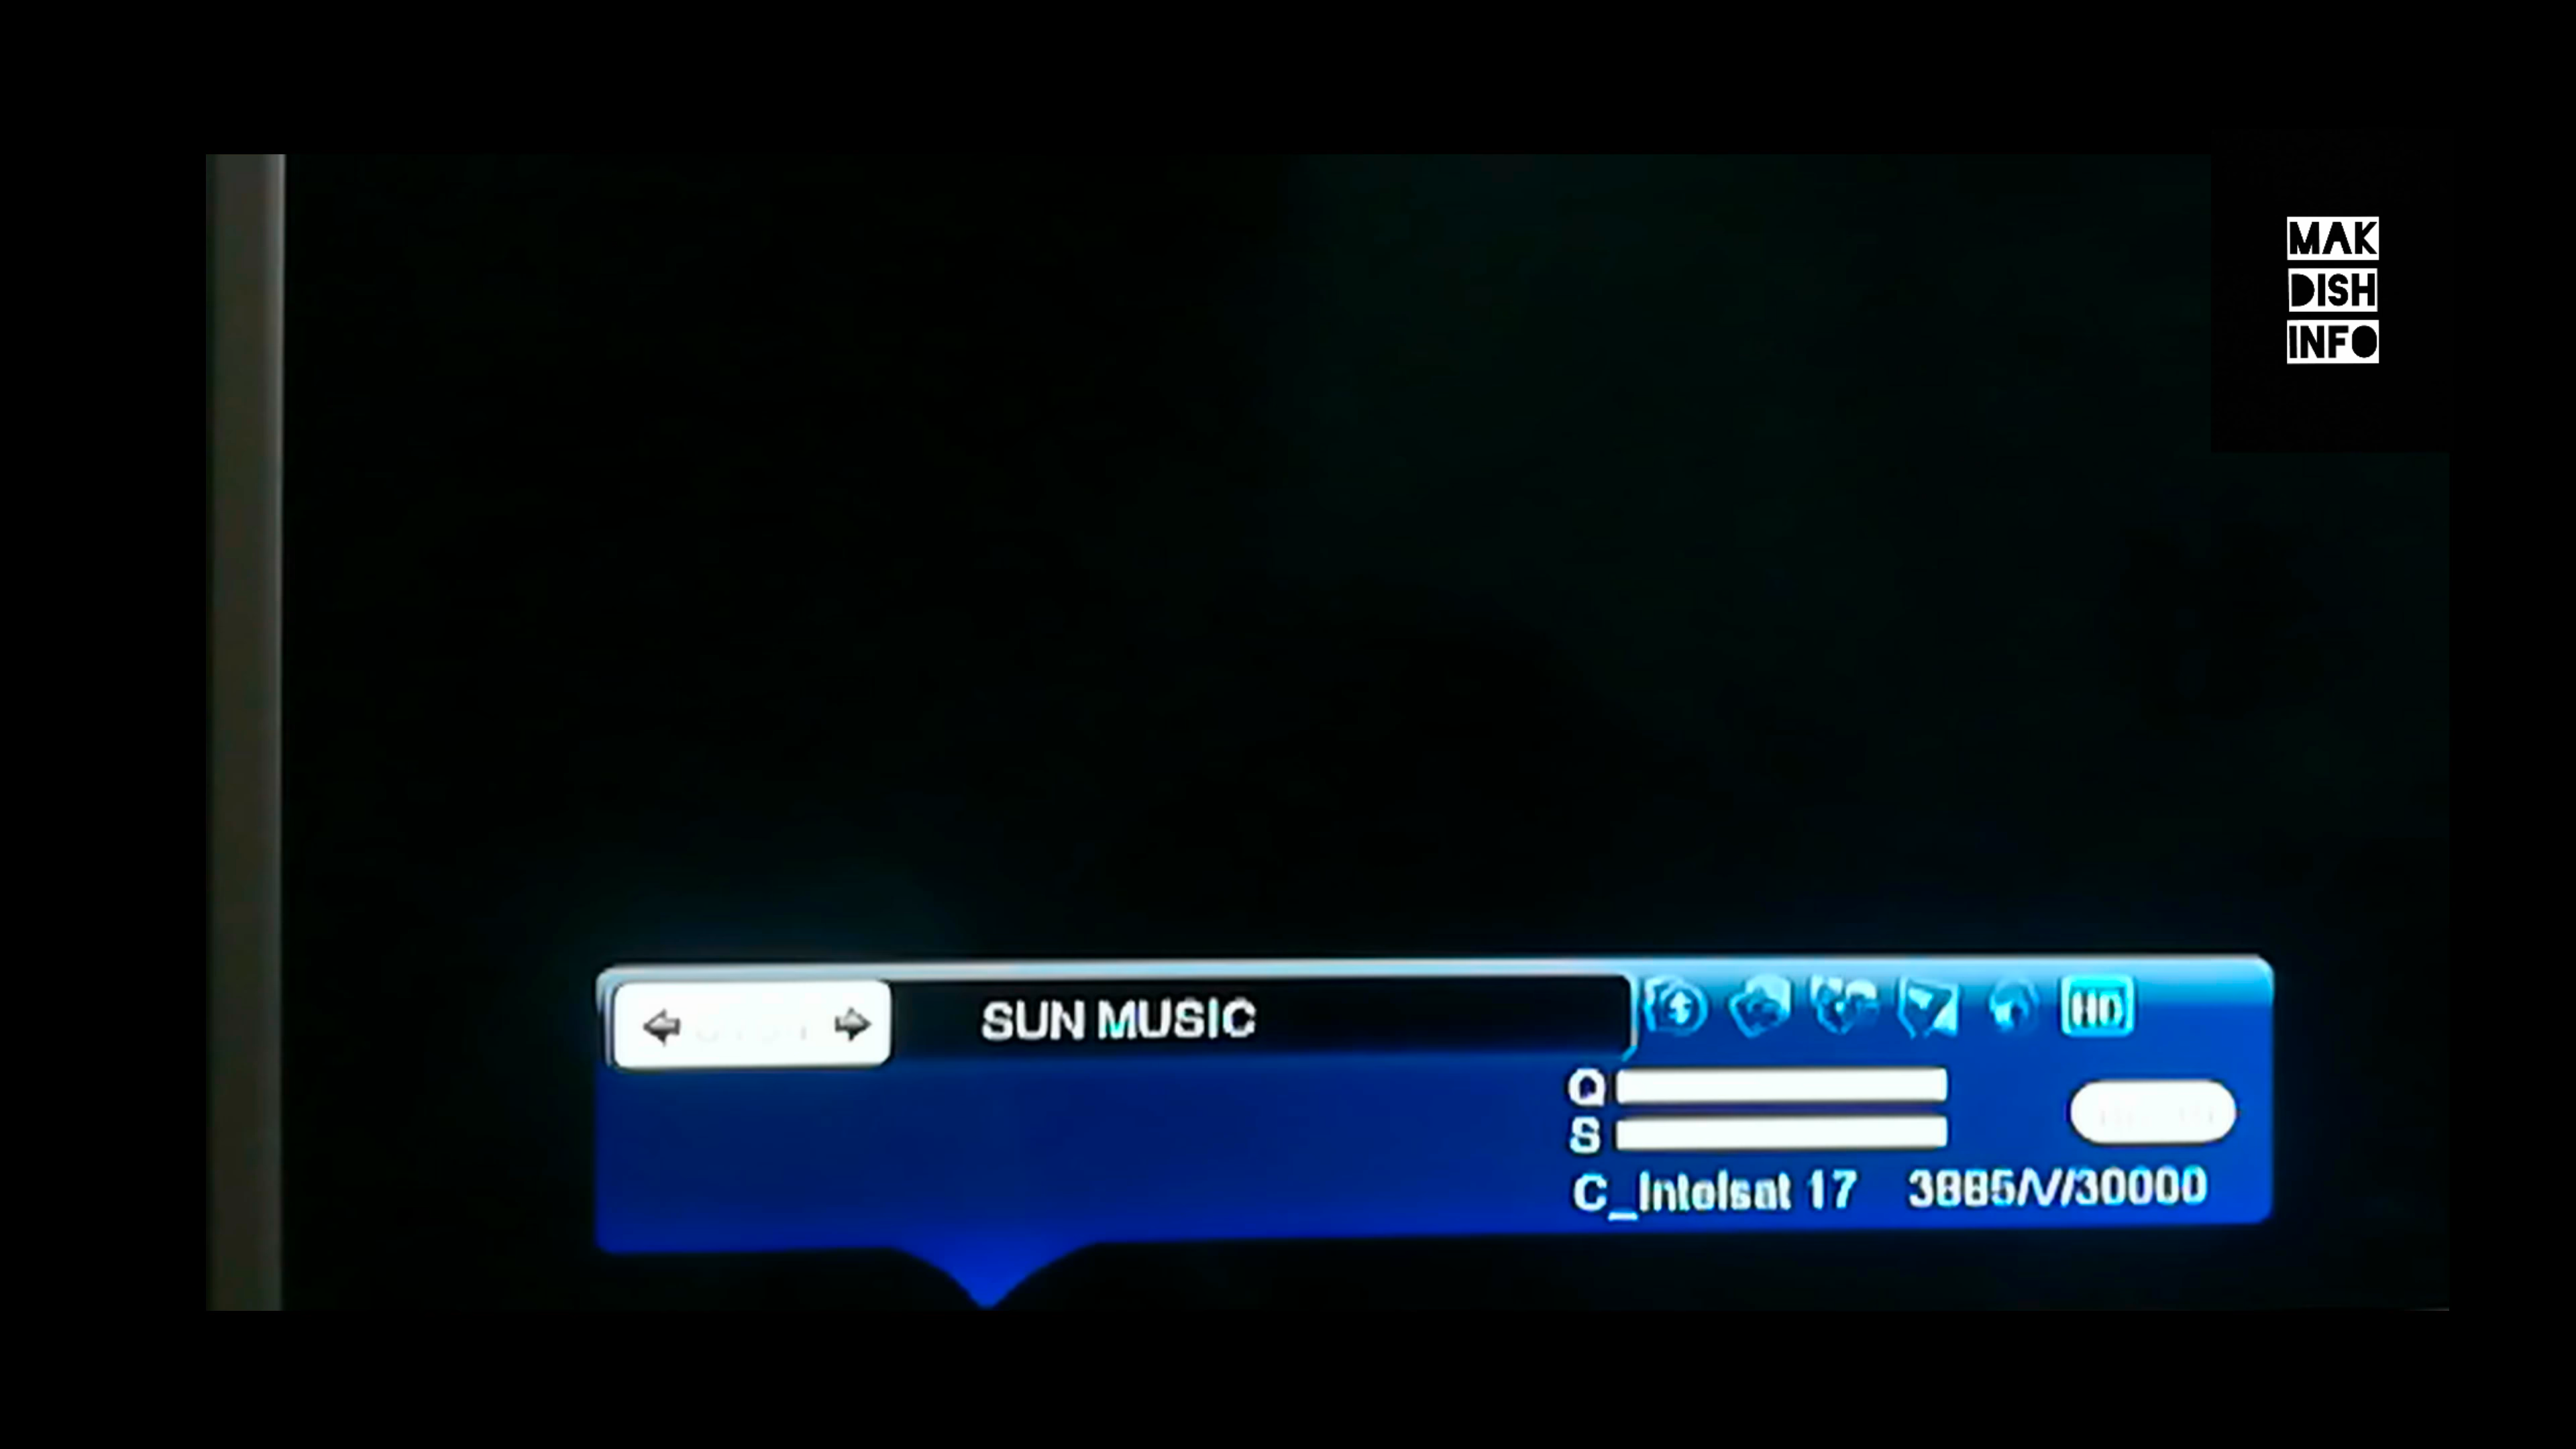 MAK
DISH
INFO
SUN MUSIC
HD
Q
S
C_Intelsat 17 3885/V/30000